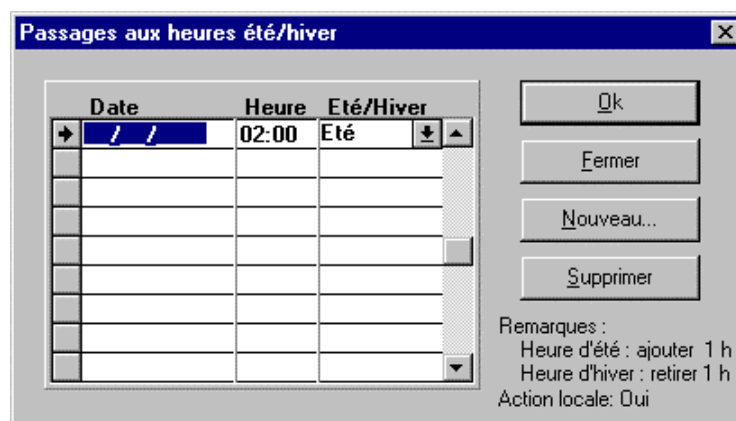 Passages aux heures été/hiver
Date Heure Eté/Hiver
/ / 02:00 Eté
Ok
Fermer
Nouveau...
Supprimer
Remarques :
Heure d'été : ajouter 1 h
Heure d'hiver : retirer 1 h
Action locale: Oui